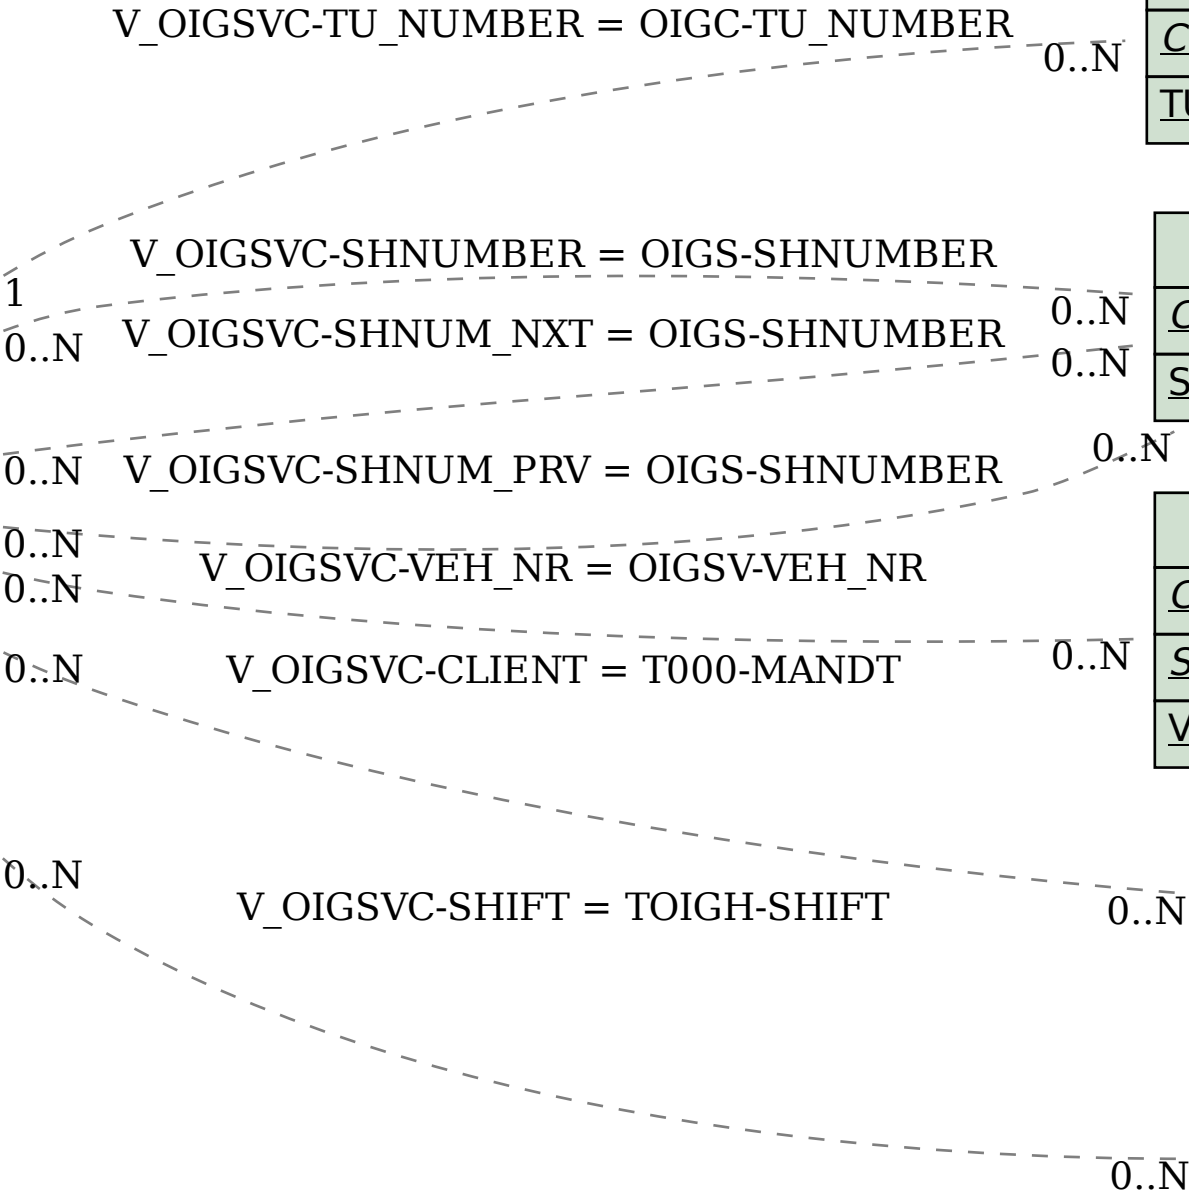 V_OIGSVC-TU_NUMBER = OIGC-TU_NUMBER
0..N
V_OIGSVC-SHNUMBER = OIGS-SHNUMBER
1
0..N
V_OIGSVC-SHNUM_NXT = OIGS-SHNUMBER
0..N
0..N
0..N
V_OIGSVC-SHNUM_PRV = OIGS-SHNUMBER
0..N
0..N
V_OIGSVC-VEH_NR = OIGSV-VEH_NR
0..N
0..N
V_OIGSVC-CLIENT = T000-MANDT
0..N
0..N
V_OIGSVC-SHIFT = TOIGH-SHIFT
0..N
0..N
0..N